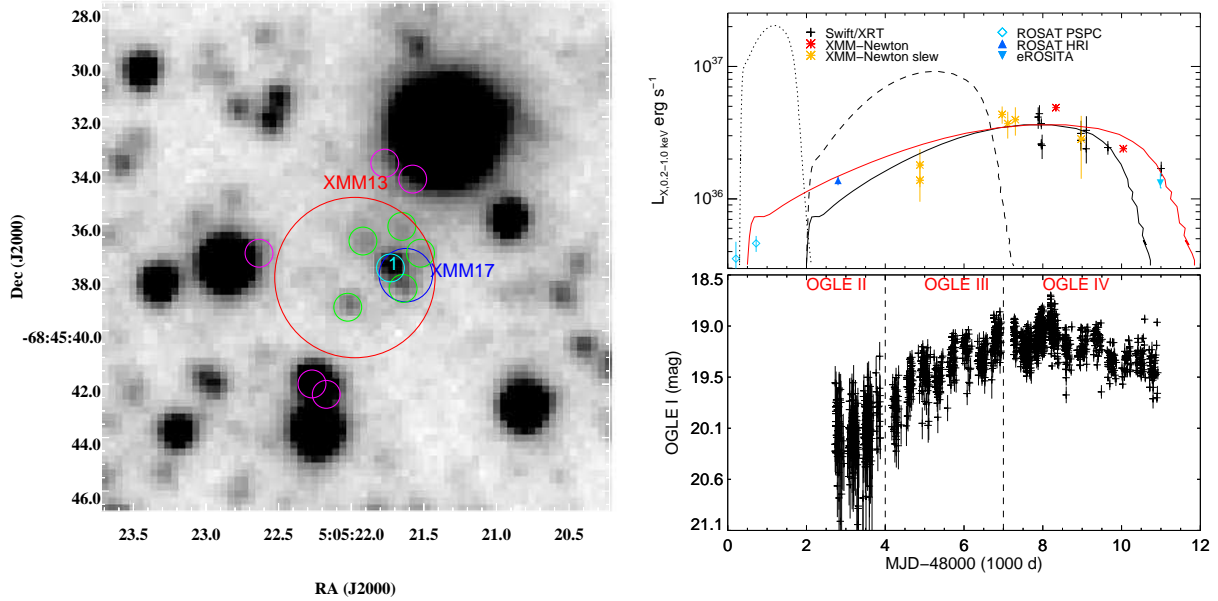 28.0
30.0
32.0
34.0
36.0
38.0
-68:45:40.0
42.0
44.0
46.0
Dec (J2000)
XMM13
1
XMM17
23.5 23.0 22.5 5:05:22.0 21.5 21.0 20.5
RA (J2000)
Swift/XRT
XMM-Newton
XMM-Newton slew
ROSAT PSPC
ROSAT HRI
eROSITA
10^37
10^36
L_X,0.2-1.0 keV erg s^-1
OGLE II OGLE III OGLE IV
18.5
19.0
19.5
20.1
20.6
21.1
OGLE I (mag)
0 2 4 6 8 10 12
MJD-48000 (1000 d)